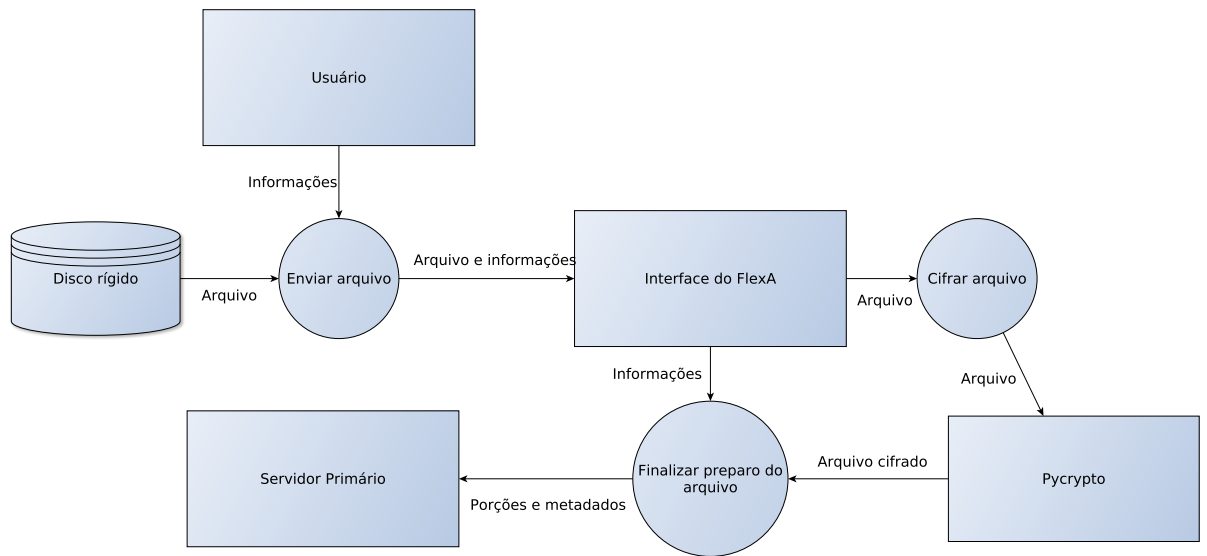 Usuário
Informações
Disco rígido
Arquivo
Enviar arquivo
Arquivo e informações
Interface do FlexA
Arquivo
Cifrar arquivo
Informações
Arquivo
Servidor Primário
Porções e metadados
Finalizar preparo do
arquivo
Arquivo cifrado
Pycrypto